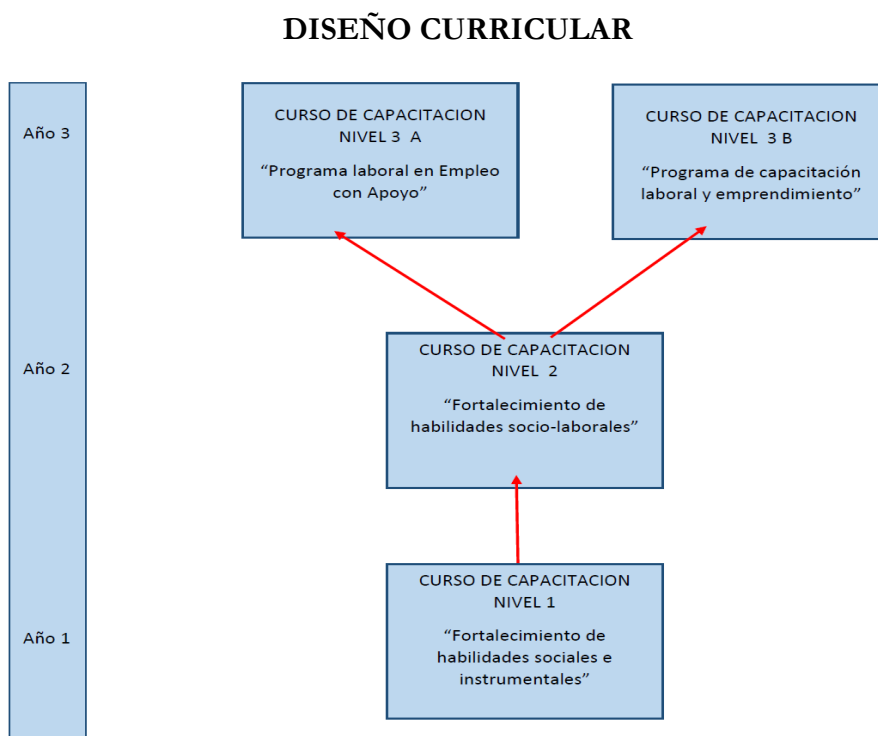 DISEÑO CURRICULAR
Año 3
CURSO DE CAPACITACION
NIVEL 3 A
“Programa laboral en Empleo
con Apoyo”
CURSO DE CAPACITACION
NIVEL 3 B
“Programa de capacitación
laboral y emprendimiento”
Año 2
CURSO DE CAPACITACION
NIVEL 2
“Fortalecimiento de
habilidades socio-laborales”
Año 1
CURSO DE CAPACITACION
NIVEL 1
“Fortalecimiento de
habilidades sociales e
instrumentales”